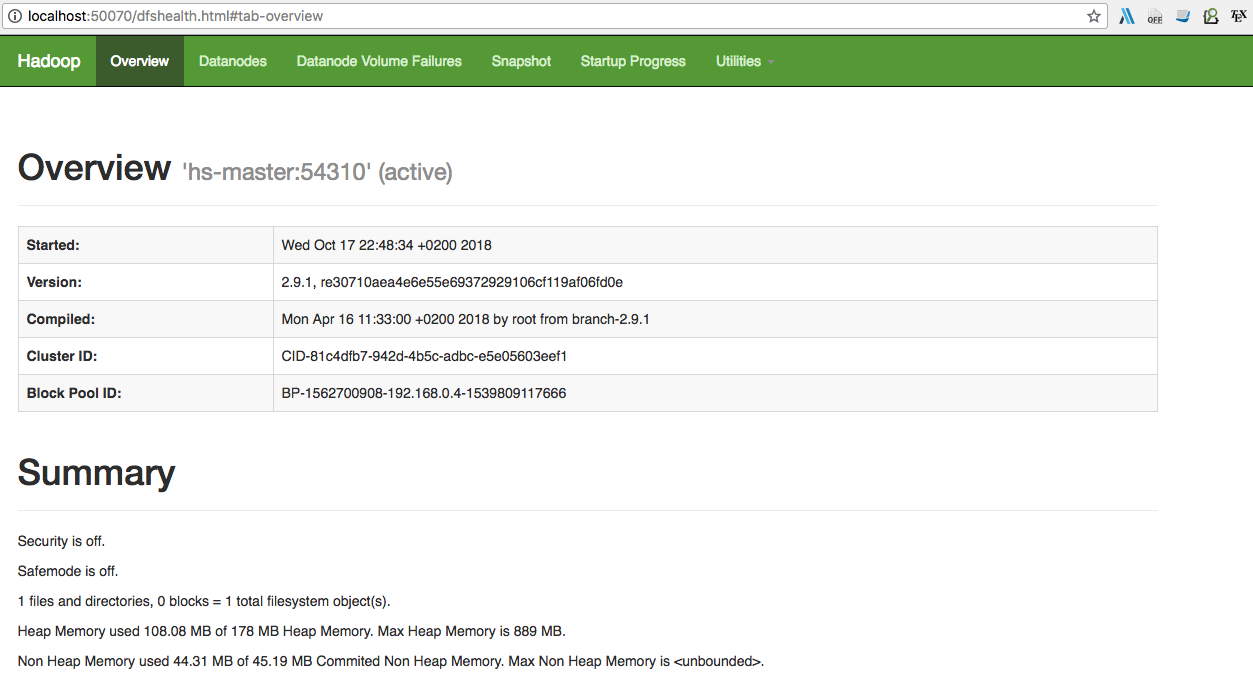 localhost:50070/dfshealth.html#tab-overview
OFF
TEX
Hadoop Overview Datanodes Datanode Volume Failures Snapshot Startup Progress Utilities
Overview 'hs-master:54310' (active)
Started: Wed Oct 17 22:48:34 +0200 2018
Version: 2.9.1, re30710aea4e6e55e69372929106cf119af06fd0e
Compiled: Mon Apr 16 11:33:00 +0200 2018 by root from branch-2.9.1
Cluster ID: CID-81c4dfb7-942d-4b5c-adbc-e5e05603eef1
Block Pool ID: BP-1562700908-192.168.0.4-1539809117666
Summary
Security is off.
Safemode is off.
1 files and directories, 0 blocks = 1 total filesystem object(s).
Heap Memory used 108.08 MB of 178 MB Heap Memory. Max Heap Memory is 889 MB.
Non Heap Memory used 44.31 MB of 45.19 MB Commited Non Heap Memory. Max Non Heap Memory is <unbounded>.